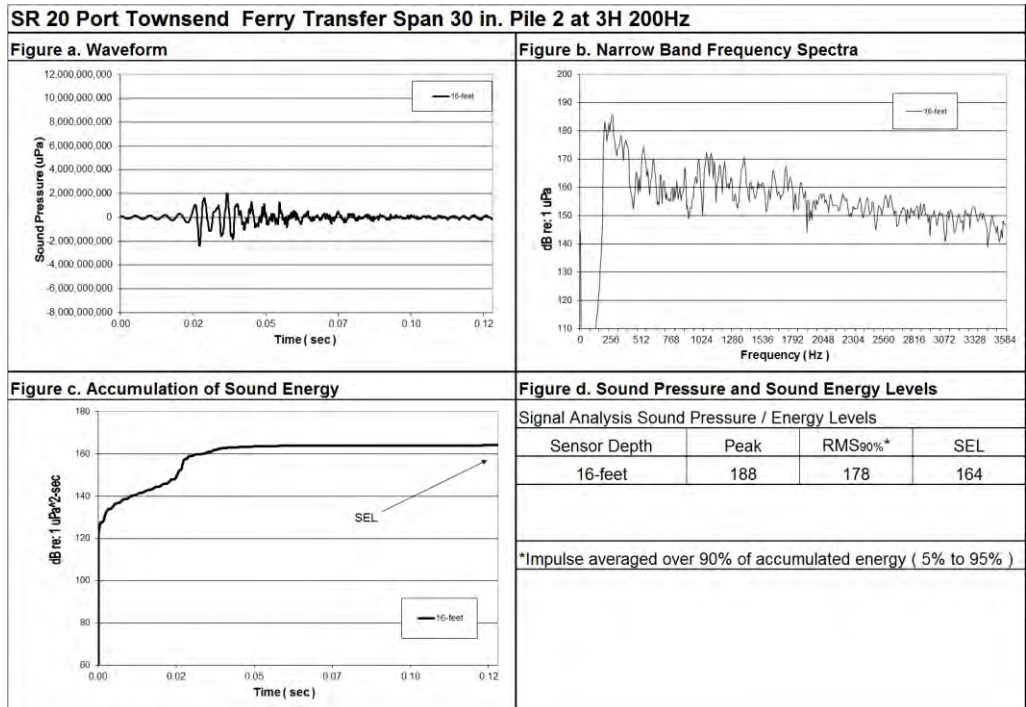 SR 20 Port Townsend Ferry Transfer Span 30 in. Pile 2 at 3H 200Hz
Figure a. Waveform
12,000,000,000
10,000,000,000
8,000,000,000
6,000,000,000
4,000,000,000
2,000,000,000
0
-2,000,000,000
-4,000,000,000
-6,000,000,000
-8,000,000,000
Sound Pressure (uPa)
16-feet
0.00 0.02 0.05 0.07 0.10 0.12
Time ( sec )
Figure b. Narrow Band Frequency Spectra
200
190
180
170
160
150
140
130
120
110
dB re: 1 uPa
16-feet
0 256 512 768 1024 1280 1536 1792 2048 2304 2560 2816 3072 3328 3584
Frequency ( Hz )
Figure c. Accumulation of Sound Energy
180
160
140
120
100
80
60
dB re: 1 uPa^2-sec
SEL
16-feet
0.00 0.02 0.05 0.07 0.10 0.12
Time ( sec )
Figure d. Sound Pressure and Sound Energy Levels
Signal Analysis Sound Pressure / Energy Levels
Sensor Depth Peak RMS90%* SEL
16-feet 188 178 164
*Impulse averaged over 90% of accumulated energy ( 5% to 95% )